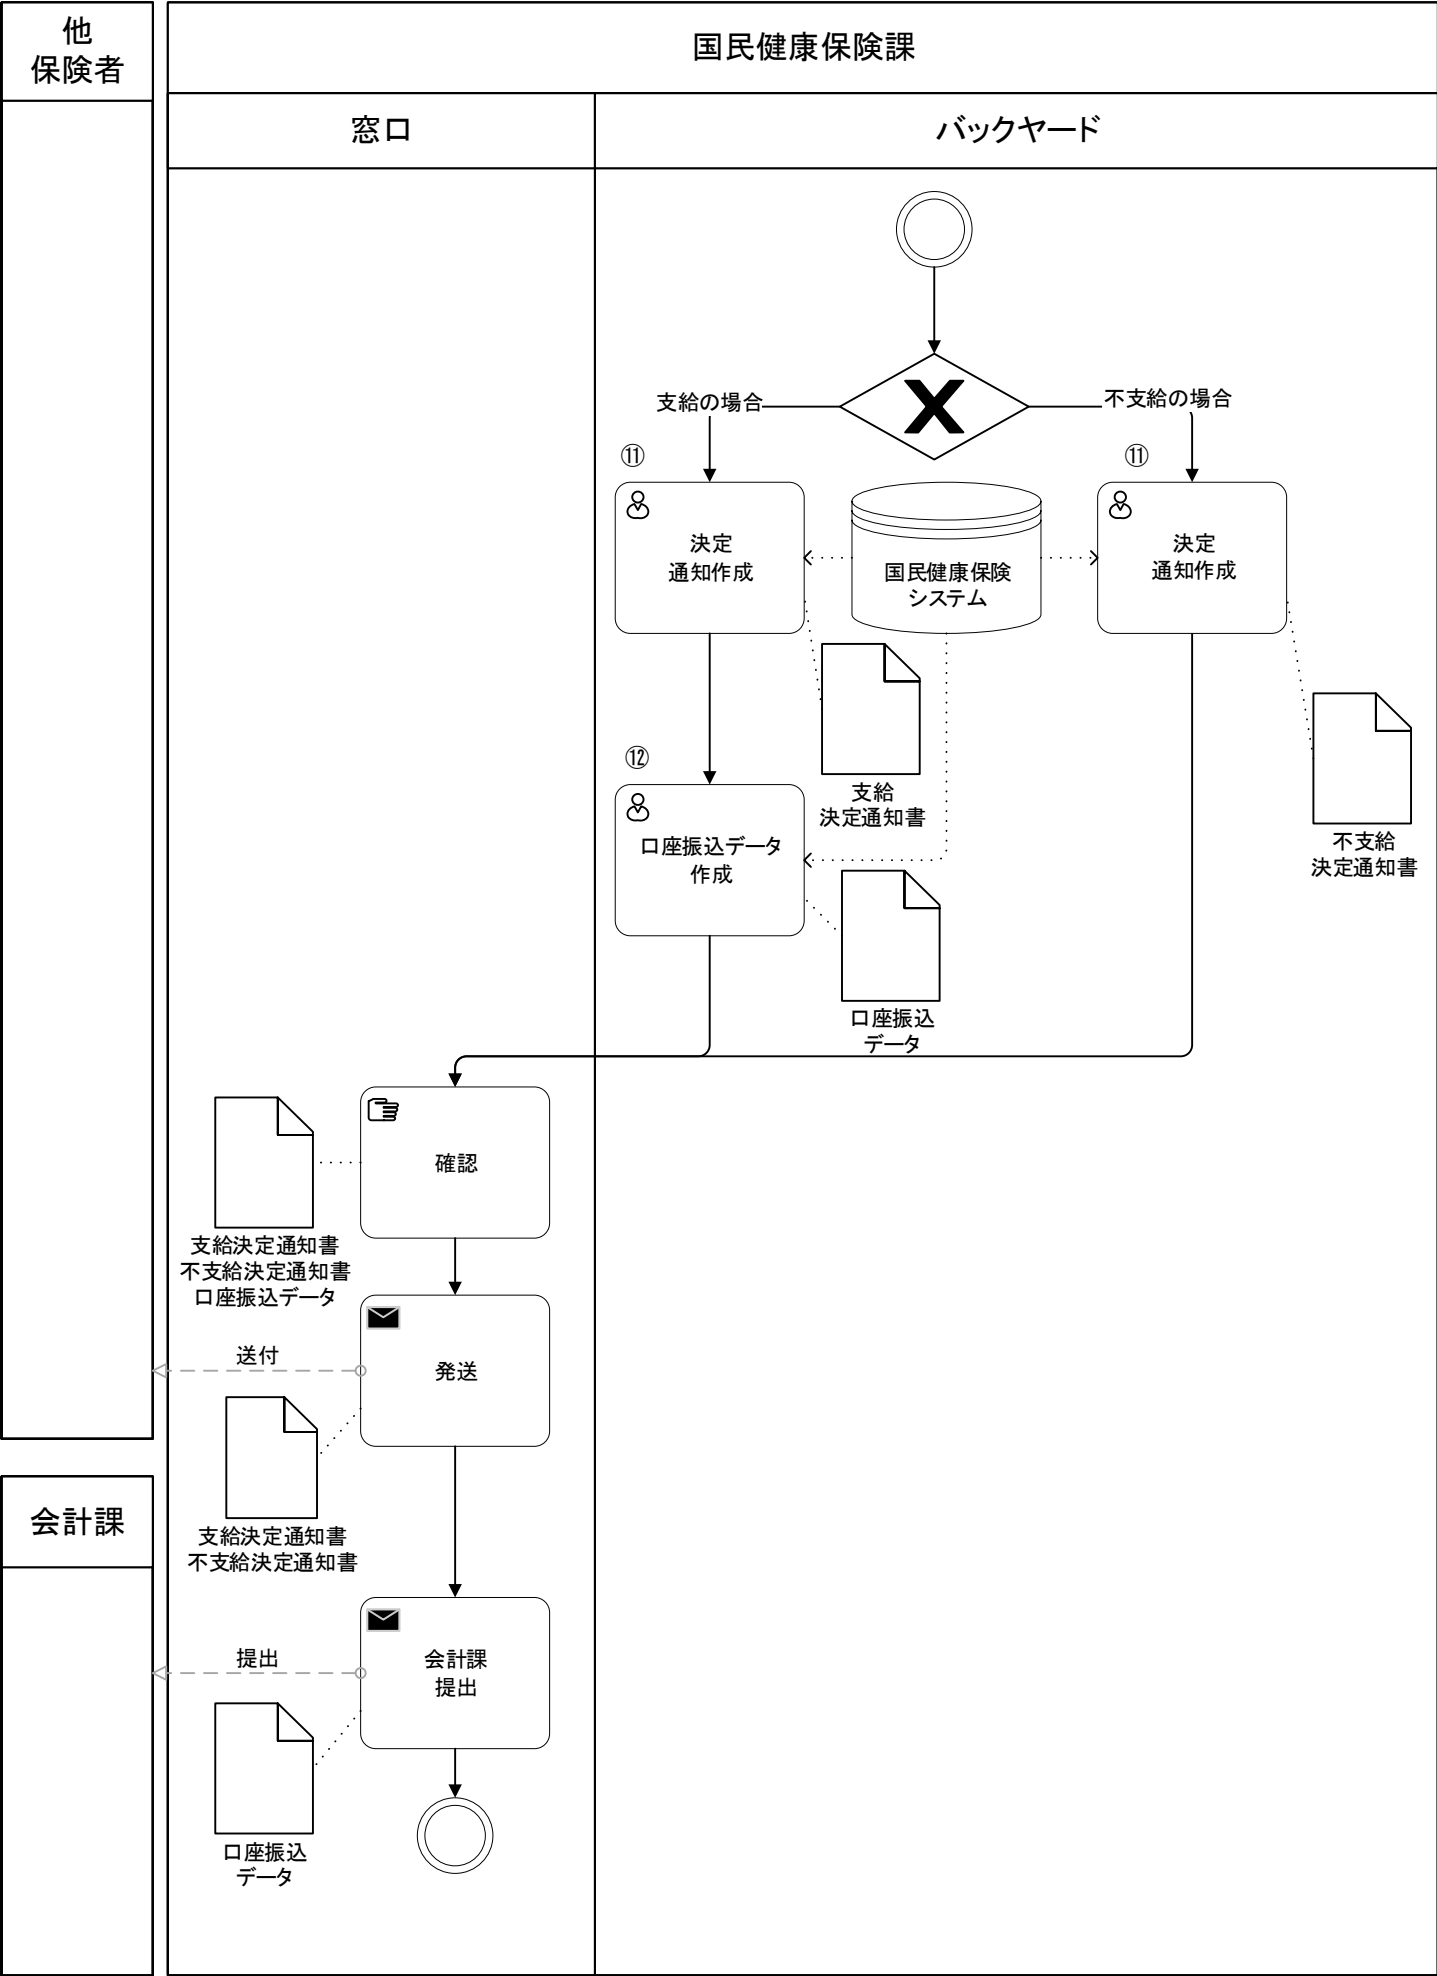 他
保険者
国民健康保険課
窓口
バックヤード
支給の場合
不支給の場合
⑪
⑪
決定
通知作成
国民健康保険
システム
決定
通知作成
支給
決定通知書
不支給
決定通知書
⑫
口座振込データ
作成
口座振込
データ
確認
支給決定通知書
不支給決定通知書
口座振込データ
送付
発送
支給決定通知書
不支給決定通知書
会計課
提出
会計課
提出
口座振込
データ